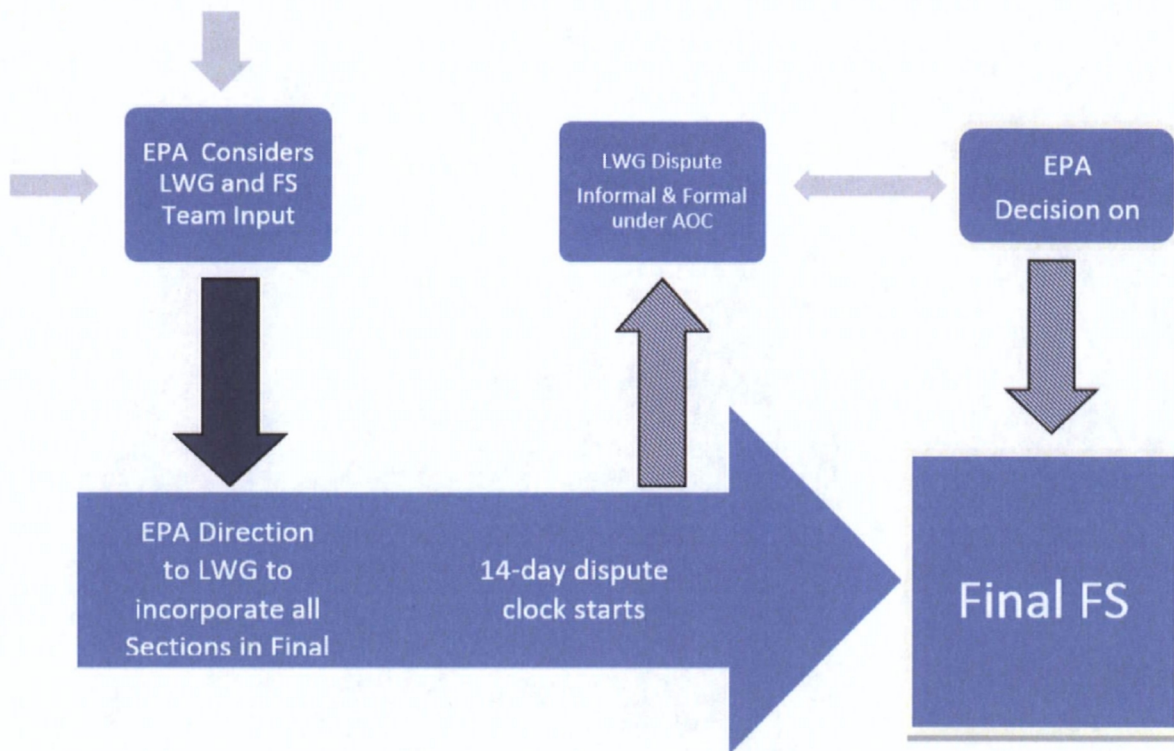 EPA Considers
LWG and FS
Team Input
LWG Dispute
Informal & Formal
under AOC
EPA
Decision on
EPA Direction
to LWG to
incorporate all
Sections in Final
14-day dispute
clock starts
Final FS